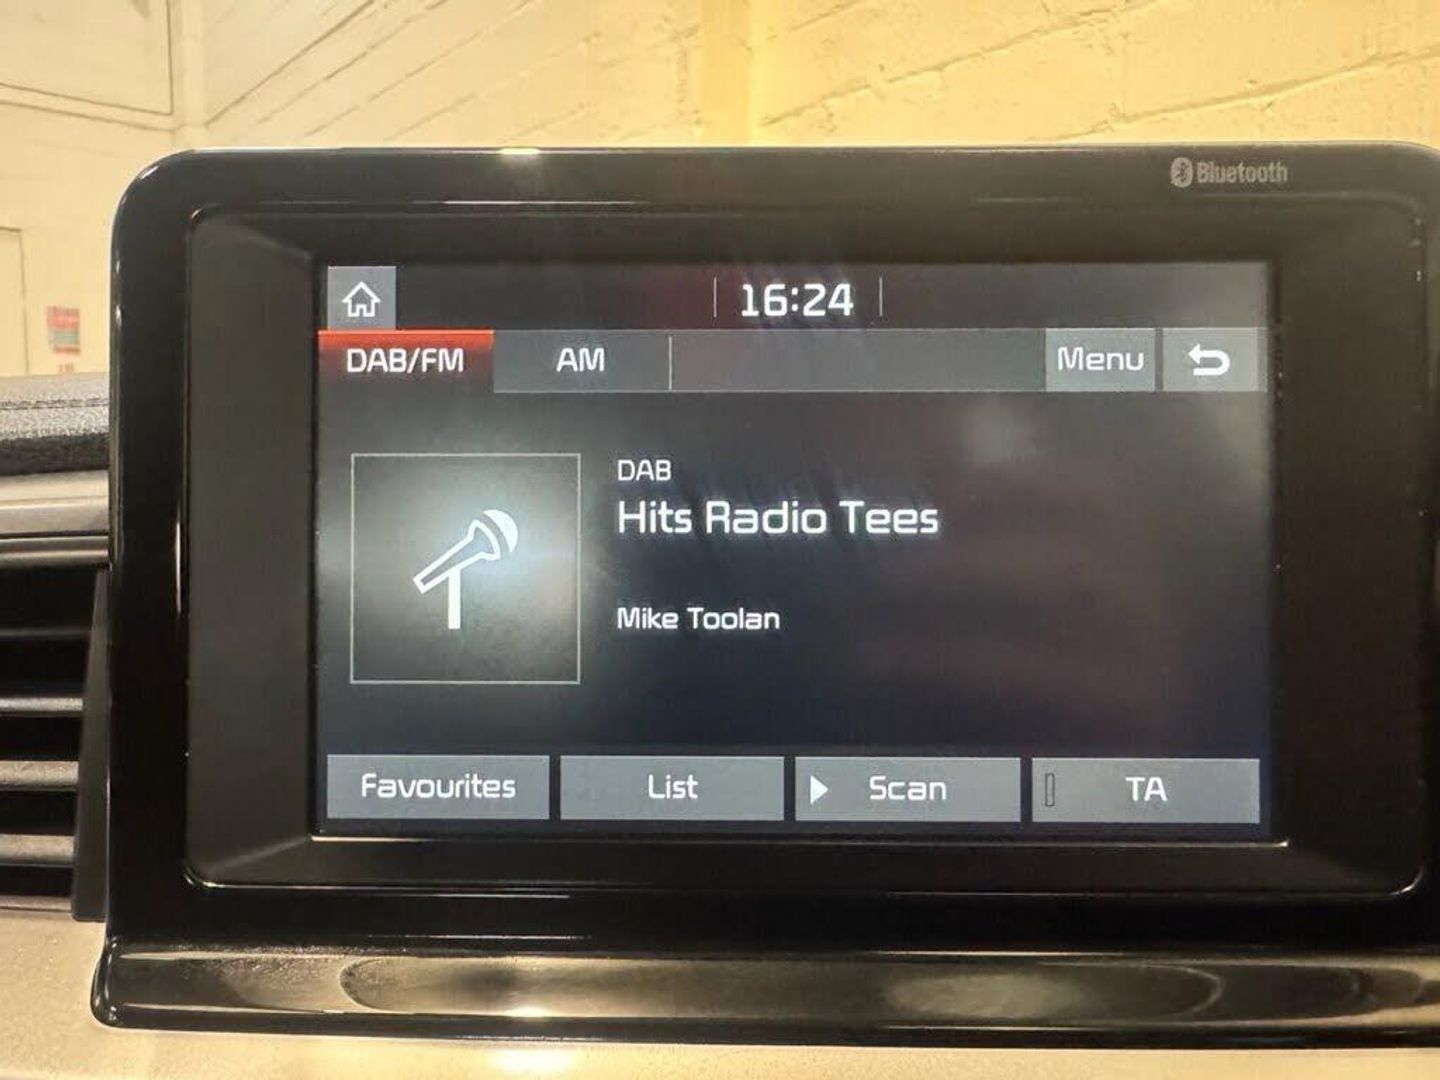 Bluetooth
16:24
DAB/FM AM Menu
DAB
Hits Radio Tees
Mike Toolan
Favourites List Scan TA